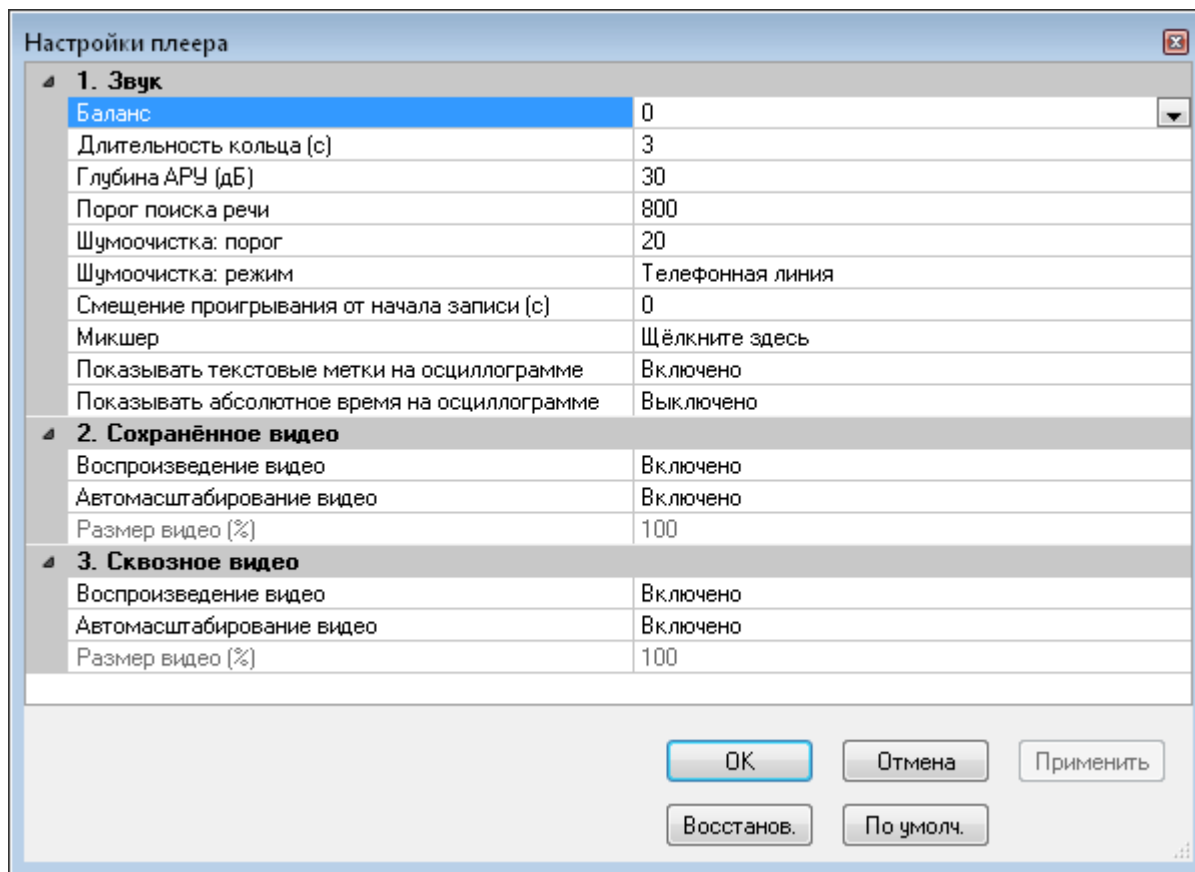 Настройки плеера
1. Звук
Баланс 0
Длительность кольца (с) 3
Глубина АРУ (дБ) 30
Порог поиска речи 800
Шумоочистка: порог 20
Шумоочистка: режим Телефонная линия
Смещение проигрывания от начала записи (с) 0
Микшер Щёлкните здесь
Показывать текстовые метки на осциллограмме Включено
Показывать абсолютное время на осциллограмме Выключено
2. Сохранённое видео
Воспроизведение видео Включено
Автомасштабирование видео Включено
Размер видео (%) 100
3. Сквозное видео
Воспроизведение видео Включено
Автомасштабирование видео Включено
Размер видео (%) 100
OK Отмена Применить
Восстанов. По умолч.